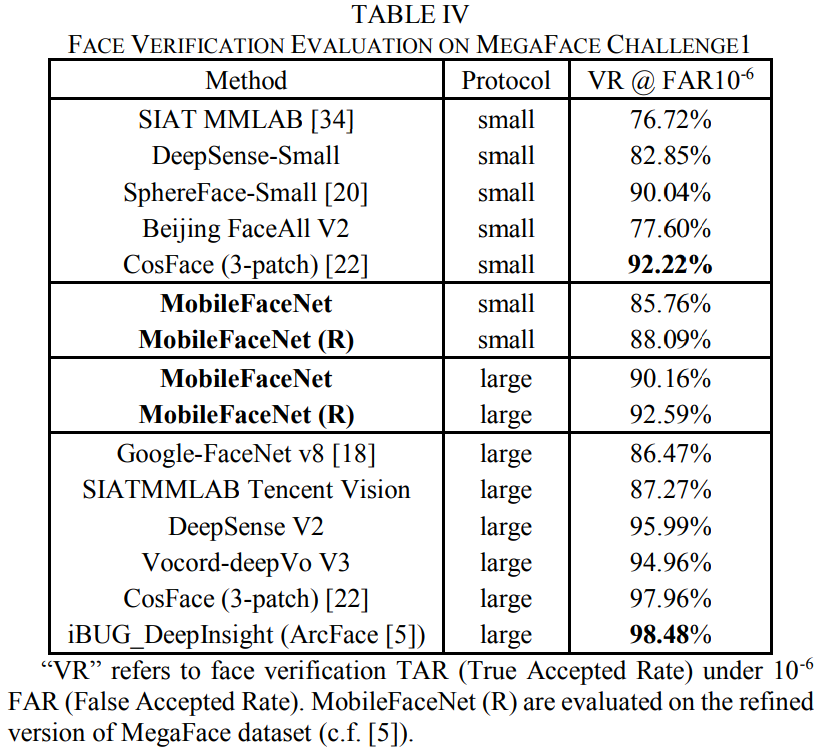 TABLE IV
FACE VERIFICATION EVALUATION ON MEGAFACE CHALLENGE1
Method Protocol VR @ FAR10⁻⁶
SIAT MMLAB [34] small 76.72%
DeepSense-Small small 82.85%
SphereFace-Small [20] small 90.04%
Beijing FaceAll V2 small 77.60%
CosFace (3-patch) [22] small 92.22%
MobileFaceNet small 85.76%
MobileFaceNet (R) small 88.09%
MobileFaceNet large 90.16%
MobileFaceNet (R) large 92.59%
Google-FaceNet v8 [18] large 86.47%
SIATMMLAB Tencent Vision large 87.27%
DeepSense V2 large 95.99%
Vocord-deepVo V3 large 94.96%
CosFace (3-patch) [22] large 97.96%
iBUG_DeepInsight (ArcFace [5]) large 98.48%
“VR” refers to face verification TAR (True Accepted Rate) under 10⁻⁶
FAR (False Accepted Rate). MobileFaceNet (R) are evaluated on the refined
version of MegaFace dataset (c.f. [5]).